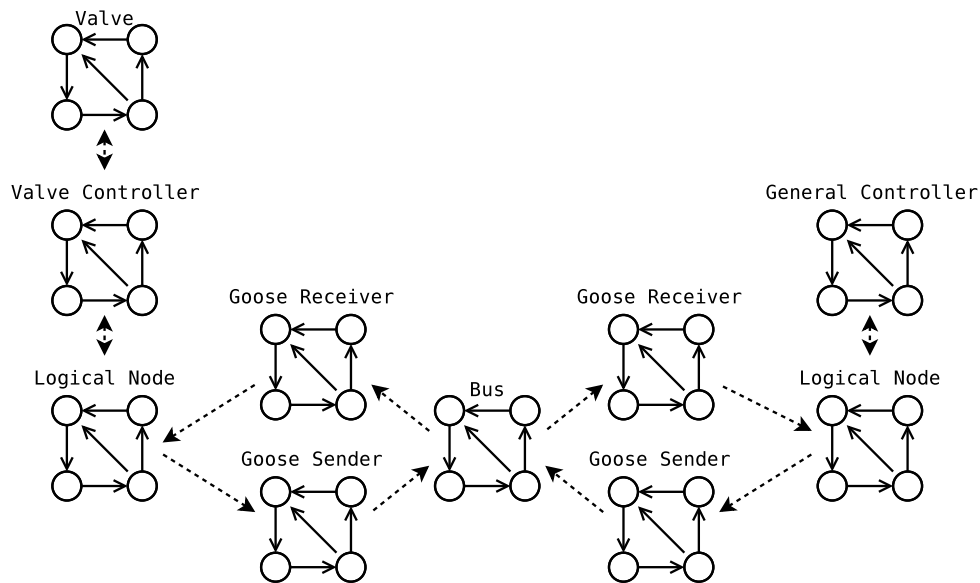 Valve
Valve Controller
General Controller
Goose Receiver
Goose Receiver
Logical Node
Bus
Logical Node
Goose Sender
Goose Sender